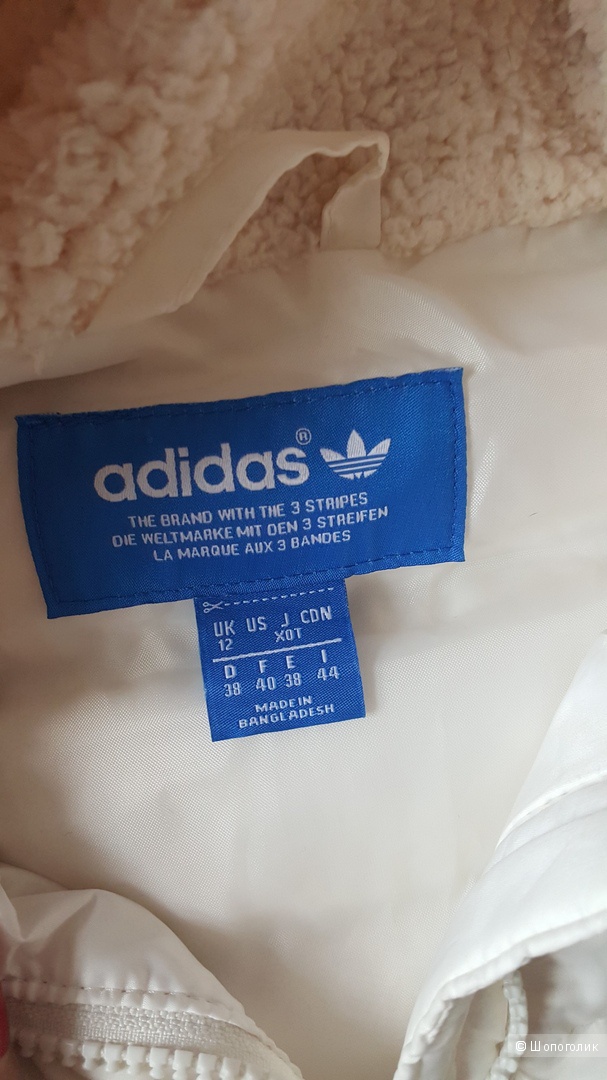 adidas®
THE BRAND WITH THE 3 STRIPES
DIE WELTMARKE MIT DEN 3 STREIFEN
LA MARQUE AUX 3 BANDES
UK US J CDN
12 XOT
D F E I
38 40 38 44
MADE IN
BANGLADESH
© Шопоголик